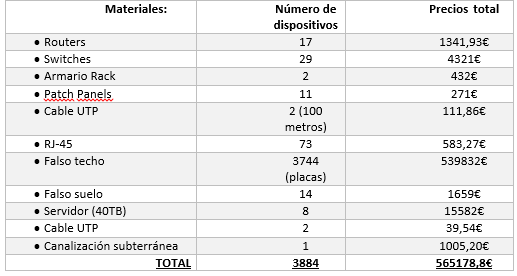 Materiales: Número de dispositivos Precios total
• Routers 17 1341,93€
• Switches 29 4321€
• Armario Rack 2 432€
• Patch Panels 11 271€
• Cable UTP 2 (100 metros) 111,86€
• RJ-45 73 583,27€
• Falso techo 3744 (placas) 539832€
• Falso suelo 14 1659€
• Servidor (40TB) 8 15582€
• Cable UTP 2 39,54€
• Canalización subterránea 1 1005,20€
TOTAL 3884 565178,8€